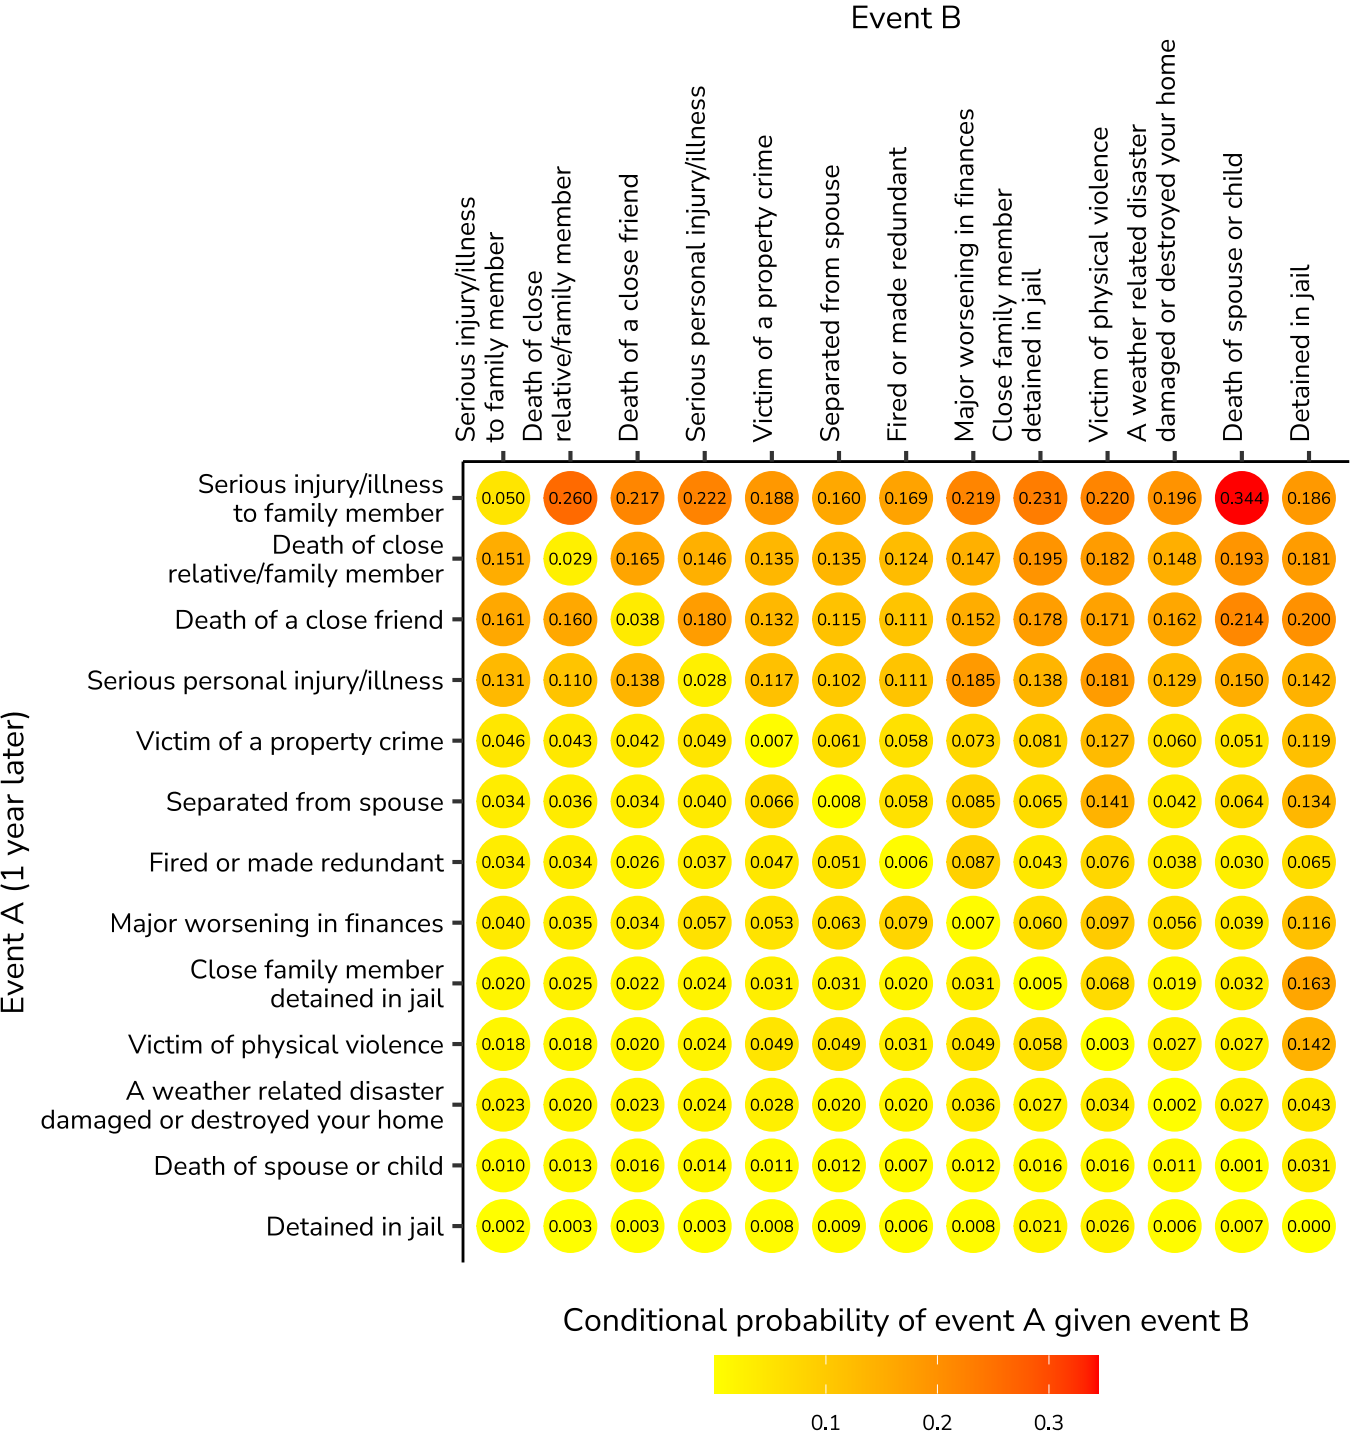 Event B
Serious injury/illness
to family member
Death of close
relative/family member
Death of a close friend
Serious personal injury/illness
Victim of a property crime
Separated from spouse
Fired or made redundant
Major worsening in finances
Close family member
detained in jail
Victim of physical violence
A weather related disaster
damaged or destroyed your home
Death of spouse or child
Detained in jail
Event A (1 year later)
Serious injury/illness
to family member
0.050 0.260 0.217 0.222 0.188 0.160 0.169 0.219 0.231 0.220 0.196 0.344 0.186
Death of close
relative/family member
0.151 0.029 0.165 0.146 0.135 0.135 0.124 0.147 0.195 0.182 0.148 0.193 0.181
Death of a close friend
0.161 0.160 0.038 0.180 0.132 0.115 0.111 0.152 0.178 0.171 0.162 0.214 0.200
Serious personal injury/illness
0.131 0.110 0.138 0.028 0.117 0.102 0.111 0.185 0.138 0.181 0.129 0.150 0.142
Victim of a property crime
0.046 0.043 0.042 0.049 0.007 0.061 0.058 0.073 0.081 0.127 0.060 0.051 0.119
Separated from spouse
0.034 0.036 0.034 0.040 0.066 0.008 0.058 0.085 0.065 0.141 0.042 0.064 0.134
Fired or made redundant
0.034 0.034 0.026 0.037 0.047 0.051 0.006 0.087 0.043 0.076 0.038 0.030 0.065
Major worsening in finances
0.040 0.035 0.034 0.057 0.053 0.063 0.079 0.007 0.060 0.097 0.056 0.039 0.116
Close family member
detained in jail
0.020 0.025 0.022 0.024 0.031 0.031 0.020 0.031 0.005 0.068 0.019 0.032 0.163
Victim of physical violence
0.018 0.018 0.020 0.024 0.049 0.049 0.031 0.049 0.058 0.003 0.027 0.027 0.142
A weather related disaster
damaged or destroyed your home
0.023 0.020 0.023 0.024 0.028 0.020 0.020 0.036 0.027 0.034 0.002 0.027 0.043
Death of spouse or child
0.010 0.013 0.016 0.014 0.011 0.012 0.007 0.012 0.016 0.016 0.011 0.001 0.031
Detained in jail
0.002 0.003 0.003 0.003 0.008 0.009 0.006 0.008 0.021 0.026 0.006 0.007 0.000
Conditional probability of event A given event B
0.1 0.2 0.3